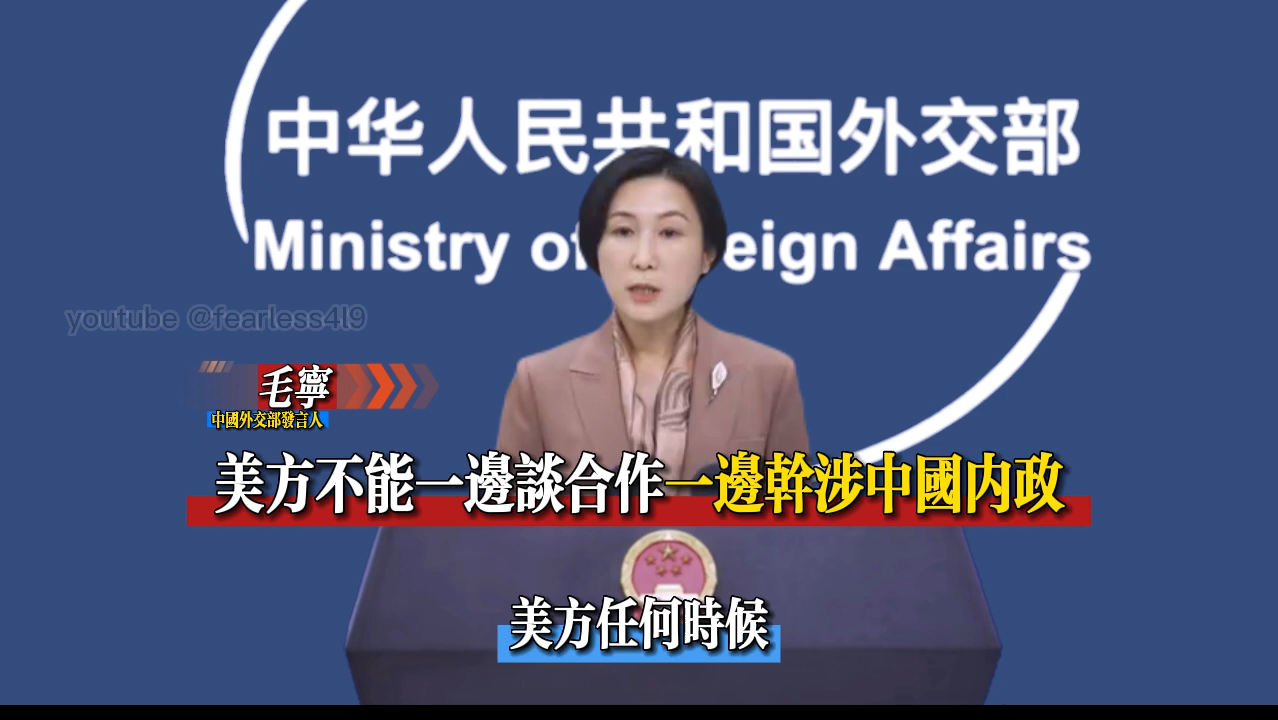 中华人民共和国外交部
Ministry of eign Affairs
youtube @fearless4l9
毛寧
中國外交部發言人
美方不能一邊談合作一邊幹涉中國内政
美方任何時候